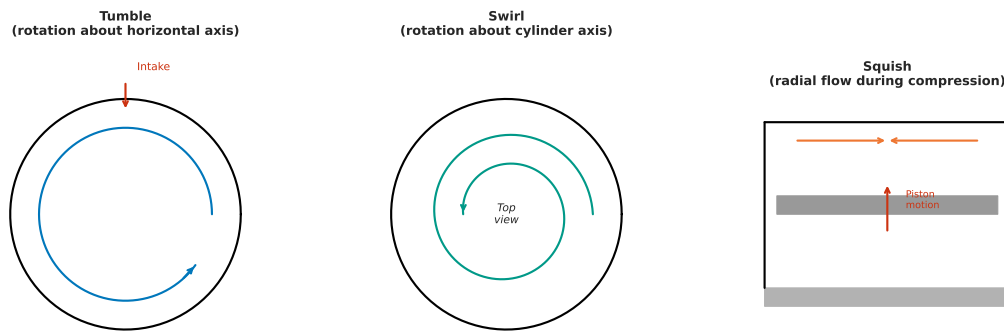 Tumble
(rotation about horizontal axis)
Intake
Swirl
(rotation about cylinder axis)
Top
view
Squish
(radial flow during compression)
Piston
motion